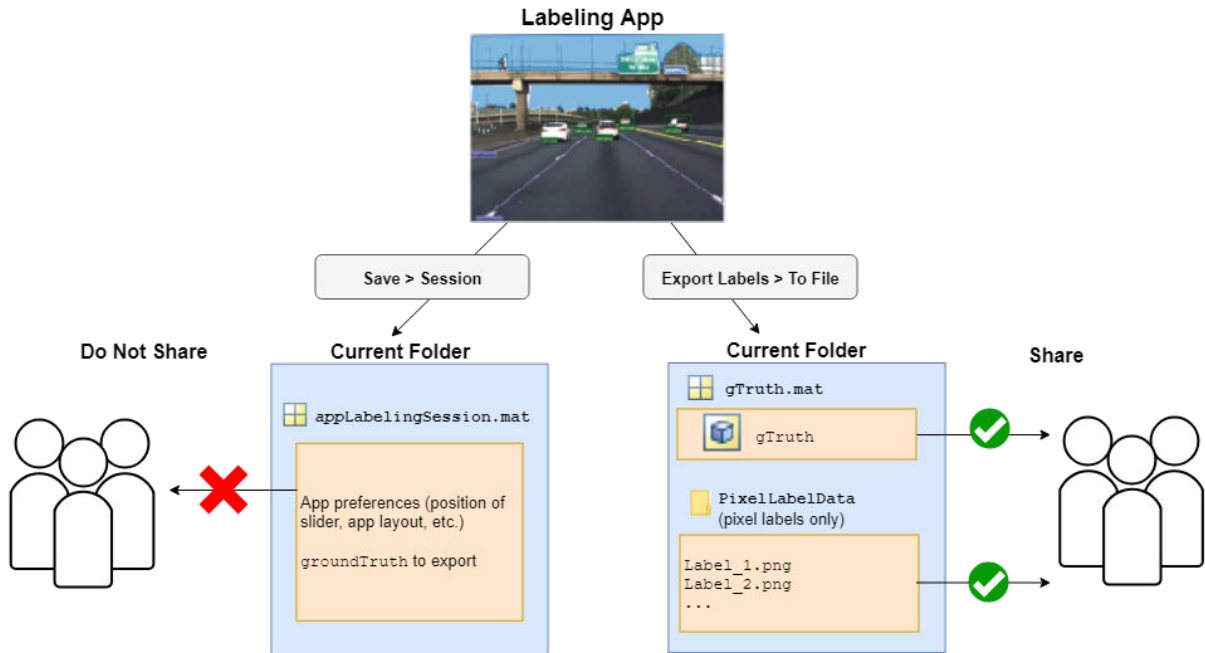 Labeling App
Save > Session
Export Labels > To File
Do Not Share
Current Folder
appLabelingSession.mat
App preferences (position of
slider, app layout, etc.)
groundTruth to export
Current Folder
gTruth.mat
gTruth
PixelLabelData
(pixel labels only)
Label_1.png
Label_2.png
...
Share